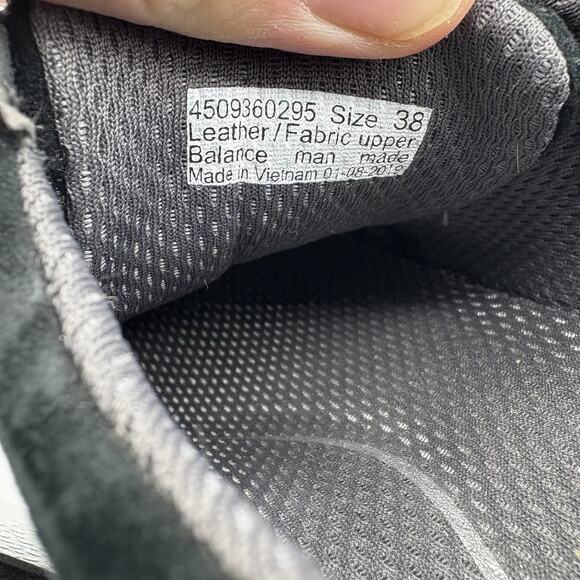 4509360295 Size 38
Leather/Fabric upper
Balance man made
Made in Vietnam 01-08-2019